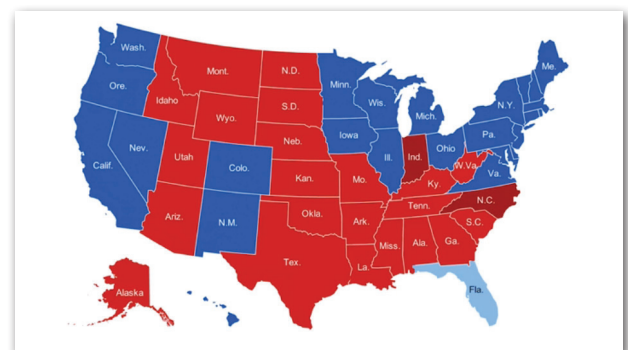 Wash.
Mont.
N.D.
Minn.
Me.
Ore.
Idaho
S.D.
Wis.
Mich.
N.Y.
Wyo.
Iowa
Pa.
Nev.
Neb.
Ill.
Ind.
Ohio
Utah
Colo.
W.Va.
Va.
Calif.
Kan.
Mo.
Ky.
N.C.
Ariz.
N.M.
Okla.
Ark.
Tenn.
S.C.
Tex.
La.
Miss.
Ala.
Ga.
Alaska
Fla.